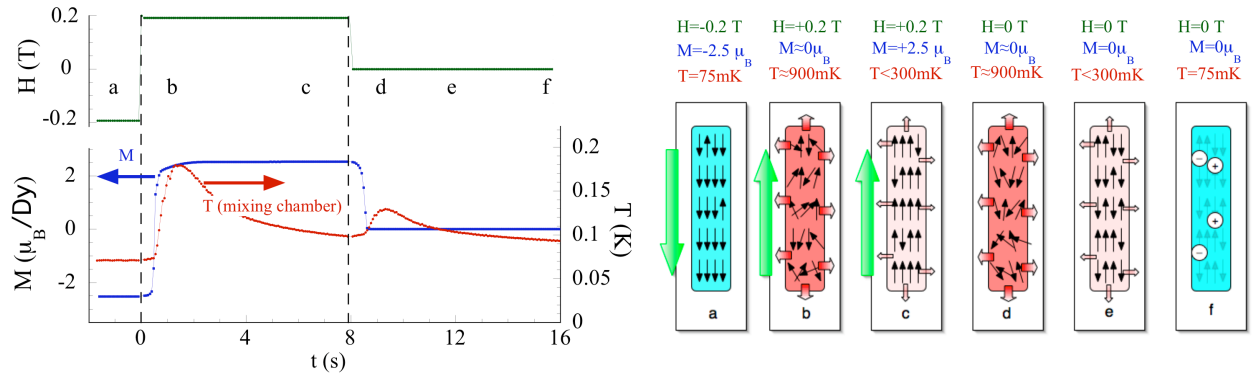 0.2
0
-0.2
H (T)
a
b
c
d
e
f
M
T (mixing chamber)
2
0
-2
M (μB/Dy)
0.2
0.15
0.1
0.05
0
T (K)
0
4
8
12
16
t (s)
H=-0.2 T
M=-2.5 μB
T=75mK
a
H=+0.2 T
M≈0μB
T≈900mK
b
H=+0.2 T
M=+2.5 μB
T<300mK
c
H=0 T
M≈0μB
T≈900mK
d
H=0 T
M=0μB
T<300mK
e
H=0 T
M=0μB
T=75mK
−
+
+
−
f